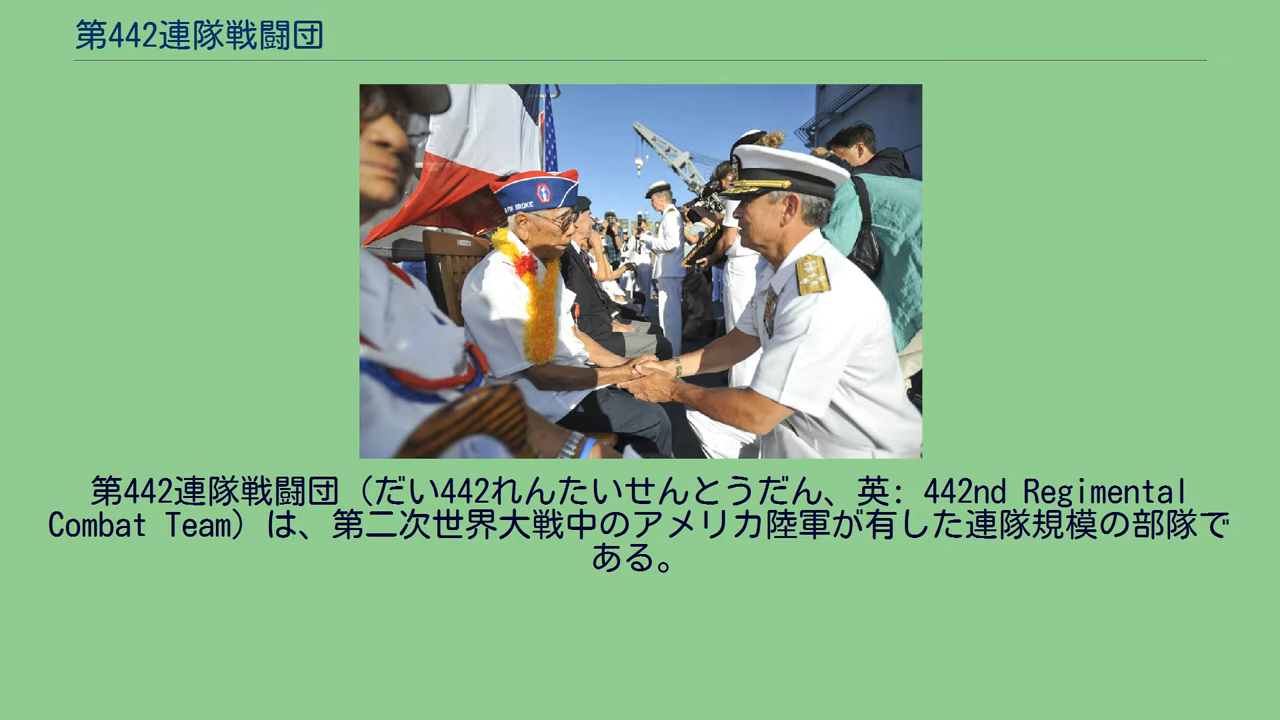 第442連隊戦闘団
第442連隊戦闘団（だい442れんたいせんとうだん、英: 442nd Regimental
Combat Team）は、第二次世界大戦中のアメリカ陸軍が有した連隊規模の部隊で
ある。